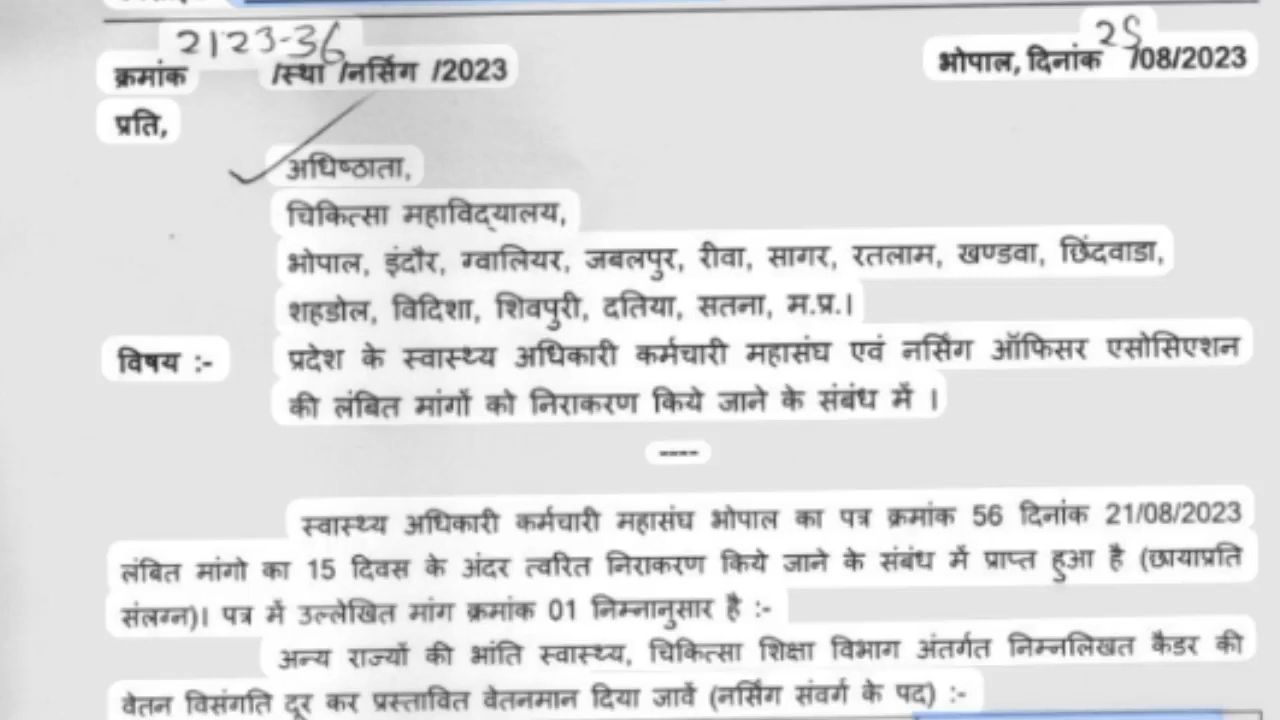 2123-36
क्रमांक /स्था /नर्सिंग /2023 भोपाल, दिनांक 25/08/2023
प्रति,
अधिष्ठाता,
चिकित्सा महाविद्यालय,
भोपाल, इंदौर, ग्वालियर, जबलपुर, रीवा, सागर, रतलाम, खण्डवा, छिंदवाडा,
शहडोल, विदिशा, शिवपुरी, दतिया, सतना, म.प्र.।
विषय :- प्रदेश के स्वास्थ्य अधिकारी कर्मचारी महासंघ एवं नर्सिंग ऑफिसर एसोसिएशन
की लंबित मांगों को निराकरण किये जाने के संबंध में ।
----
स्वास्थ्य अधिकारी कर्मचारी महासंघ भोपाल का पत्र क्रमांक 56 दिनांक 21/08/2023
लंबित मांगो का 15 दिवस के अंदर त्वरित निराकरण किये जाने के संबंध में प्राप्त हुआ है (छायाप्रति
संलग्न)। पत्र में उल्लेखित मांग क्रमांक 01 निम्नानुसार है :-
अन्य राज्यों की भांति स्वास्थ्य, चिकित्सा शिक्षा विभाग अंतर्गत निम्नलिखत कैडर की
वेतन विसंगति दूर कर प्रस्तावित वेतनमान दिया जावें (नर्सिंग संवर्ग के पद) :-